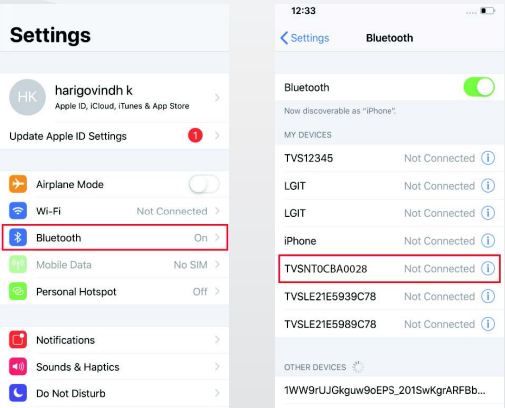 Settings
HK
harigovindh k
Apple ID, iCloud, iTunes & App Store
Update Apple ID Settings 1
Airplane Mode
Wi-Fi Not Connected
Bluetooth On
Mobile Data No SIM
Personal Hotspot Off
Notifications
Sounds & Haptics
Do Not Disturb
12:33
Settings Bluetooth
Bluetooth
Now discoverable as "iPhone".
MY DEVICES
TVS12345 Not Connected
LGIT Not Connected
LGIT Not Connected
iPhone Not Connected
TVSNT0CBA0028 Not Connected
TVSLE21E5939C78 Not Connected
TVSLE21E5989C78 Not Connected
OTHER DEVICES
1WW9rUJGkguw9oEPS_201SwKgrARFBb...